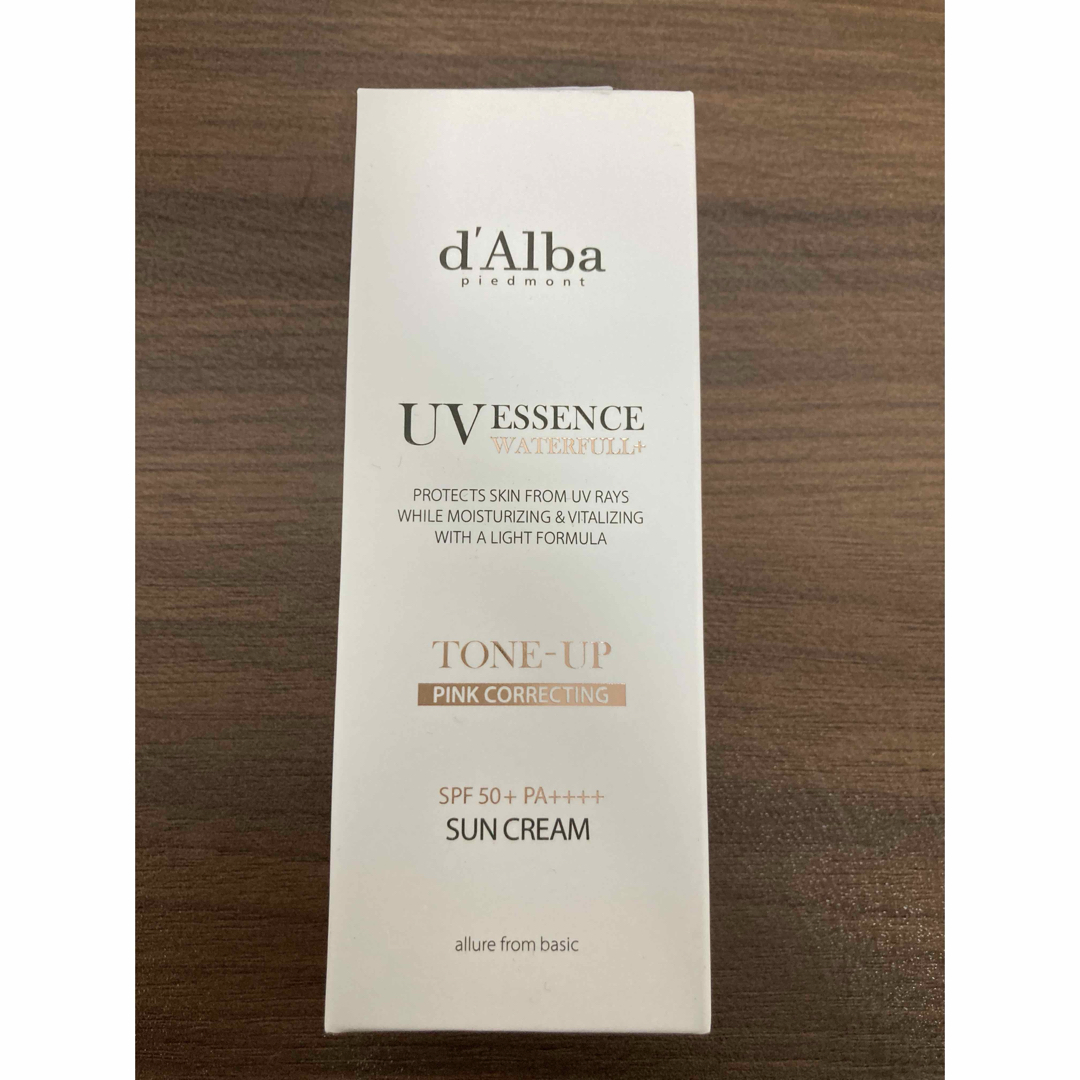 d'Alba
piedmont
UV ESSENCE
WATERFULL+
PROTECTS SKIN FROM UV RAYS
WHILE MOISTURIZING & VITALIZING
WITH A LIGHT FORMULA
TONE-UP
PINK CORRECTING
SPF 50+ PA++++
SUN CREAM
allure from basic